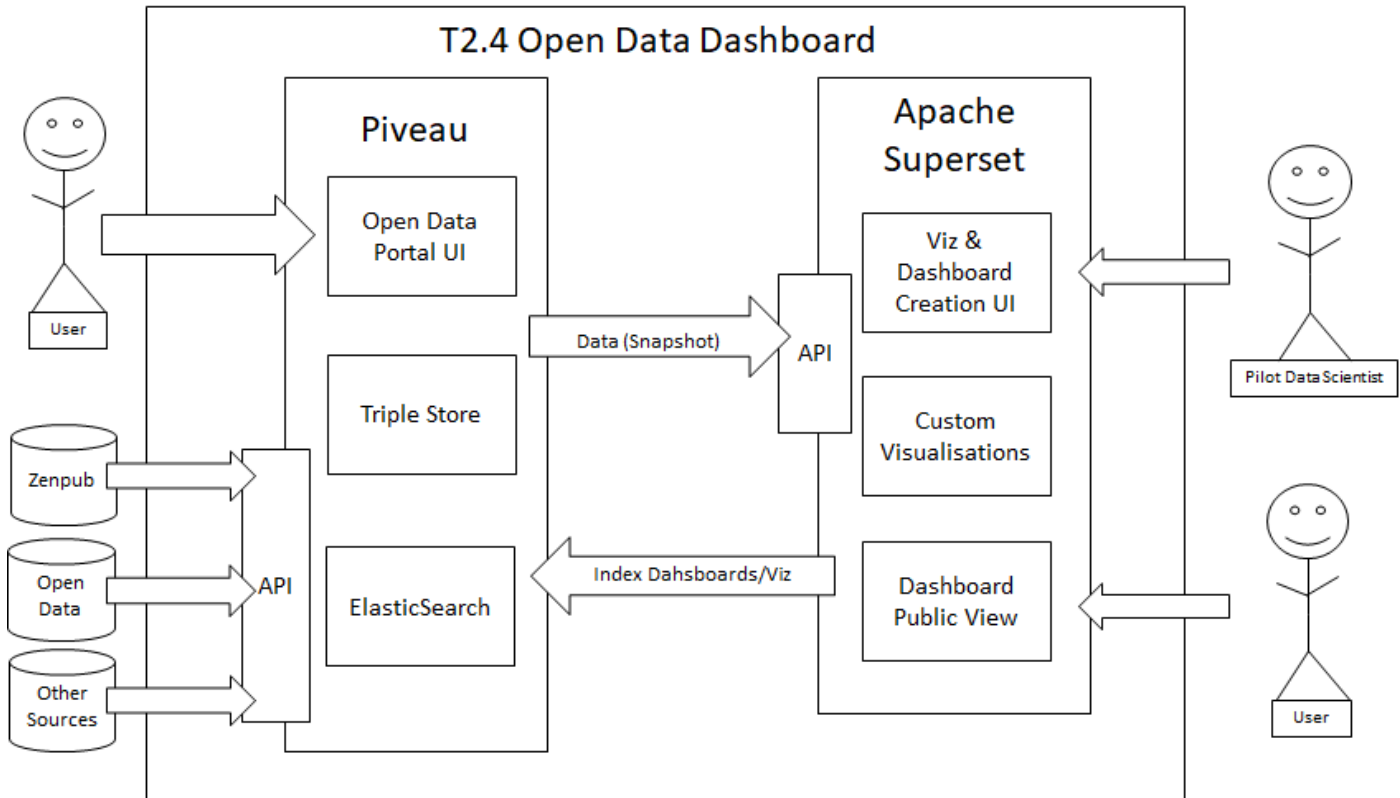 T2.4 Open Data Dashboard
Piveau
Open Data
Portal UI
Triple Store
ElasticSearch
API
User
Zenpub
Open
Data
Other
Sources
Data (Snapshot)
Index Dahsboards/Viz
Apache
Superset
API
Viz &
Dashboard
Creation UI
Custom
Visualisations
Dashboard
Public View
Pilot Data Scientist
User